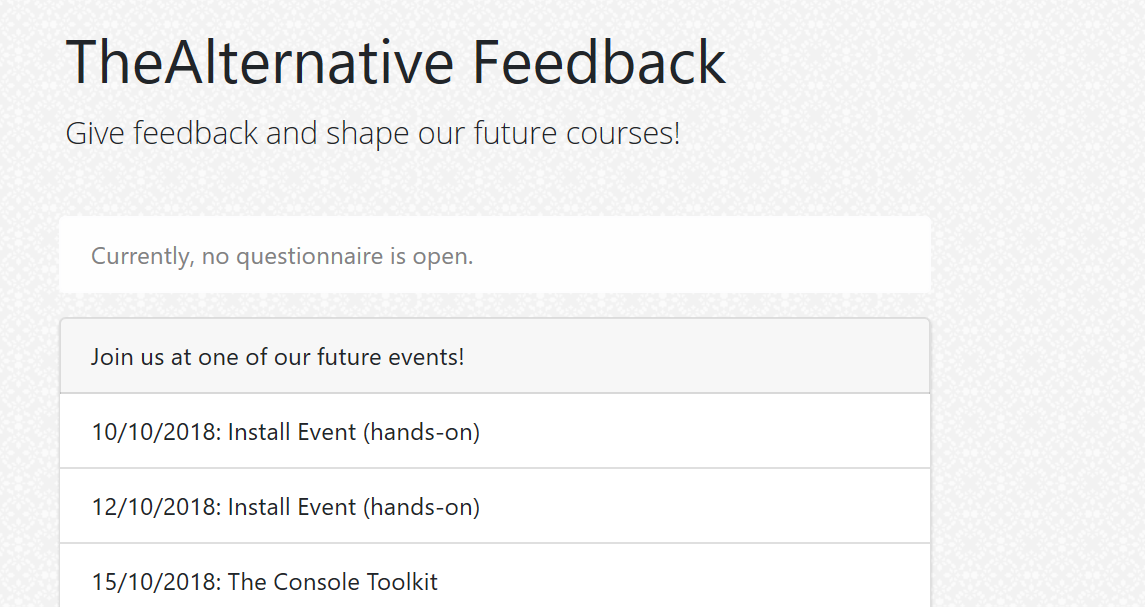 TheAlternative Feedback
Give feedback and shape our future courses!
Currently, no questionnaire is open.
Join us at one of our future events!
10/10/2018: Install Event (hands-on)
12/10/2018: Install Event (hands-on)
15/10/2018: The Console Toolkit